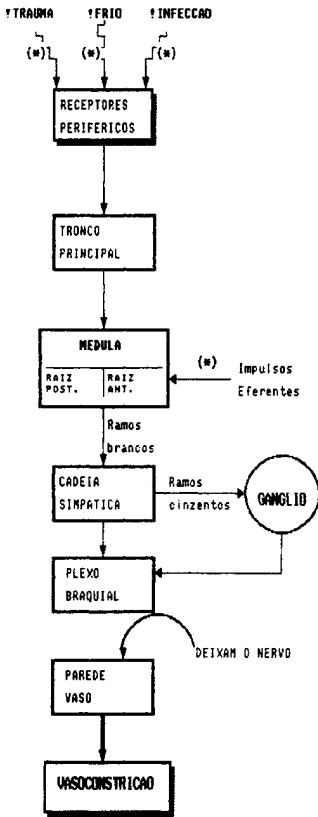 !TRAUMA !FRIO !INFECCAO
(*) (*) (*)
RECEPTORES
PERIFERICOS
TRONCO
PRINCIPAL
MEDULA
RAIZ POST. RAIZ ANT.
(*) Impulsos
Eferentes
Ramos
brancos
CADEIA
SIMPATICA
Ramos
cinzentos
GANGLIO
PLEXO
BRAQUIAL
DEIXAM O NERVO
PAREDE
VASO
VASOCONSTRICAO